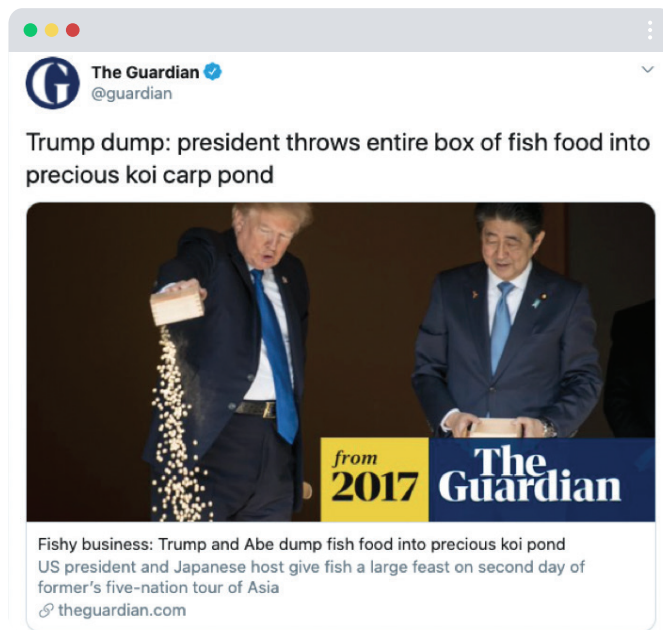 The Guardian
@guardian
Trump dump: president throws entire box of fish food into
precious koi carp pond
from
2017
The
Guardian
Fishy business: Trump and Abe dump fish food into precious koi pond
US president and Japanese host give fish a large feast on second day of
former's five-nation tour of Asia
theguardian.com